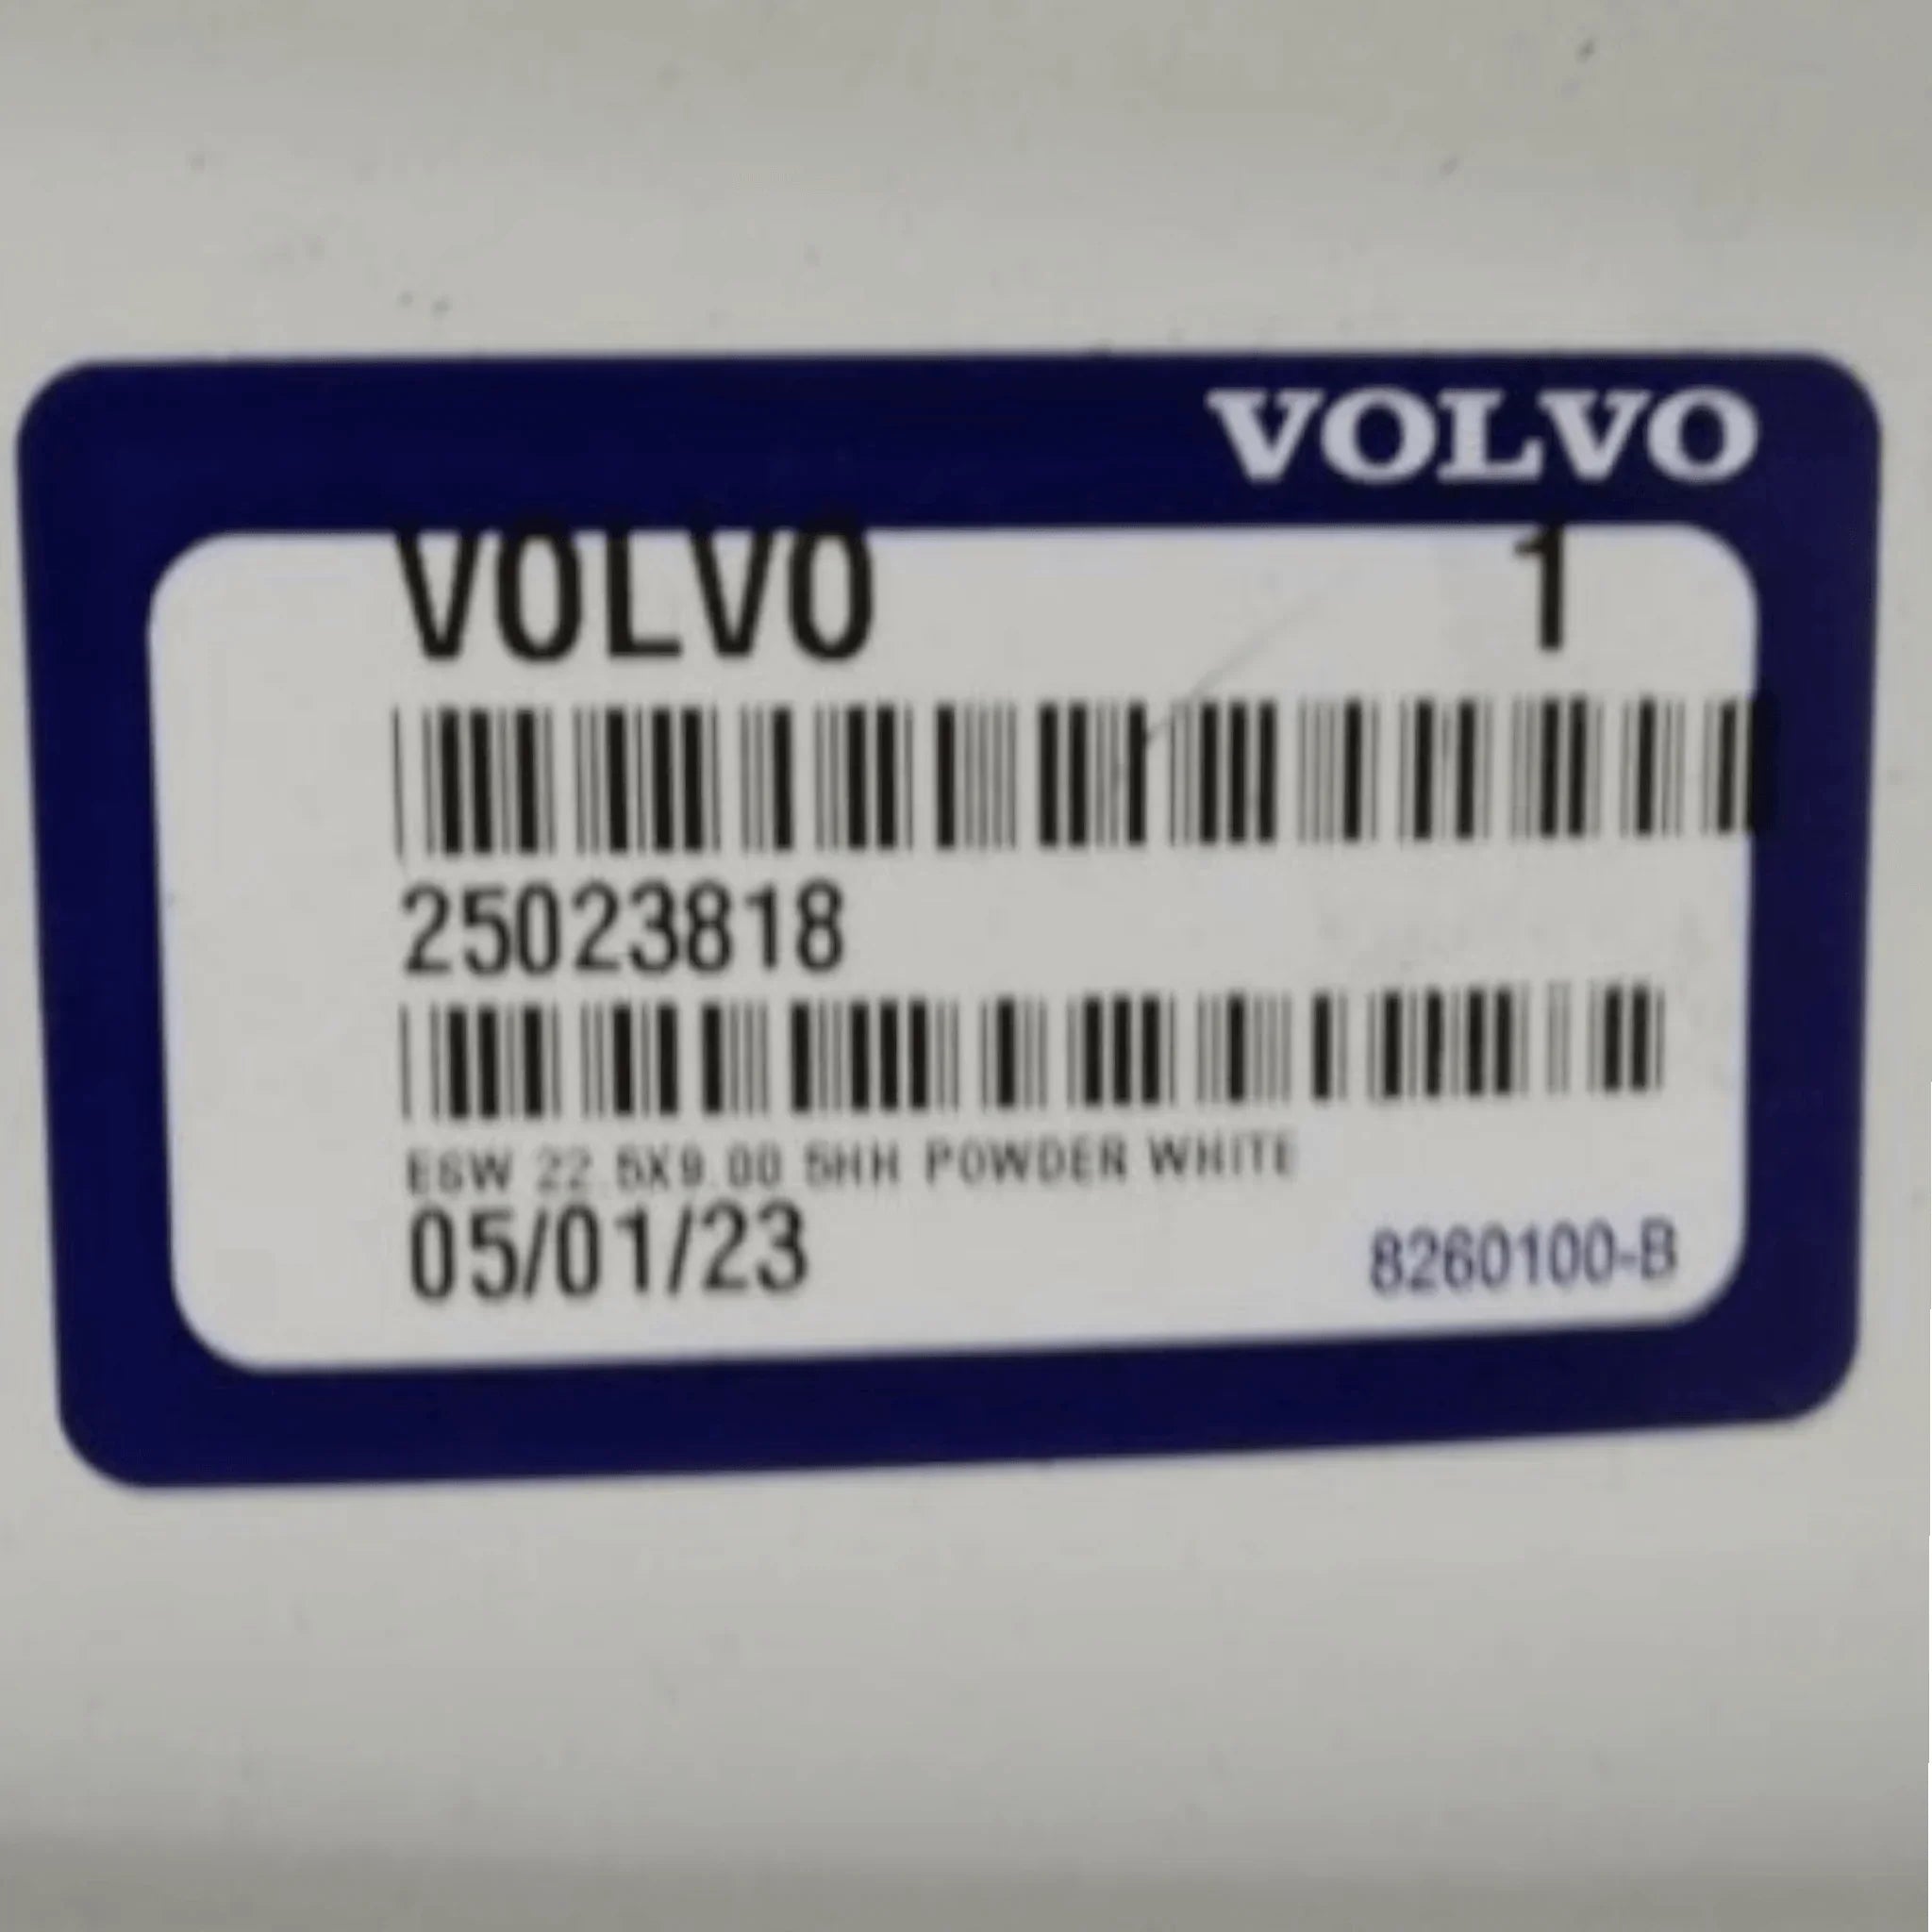 VOLVO
VOLVO 1
25023818
ESW 22.5X9.00 5HH POWDER WHITE
05/01/23 8260100-B